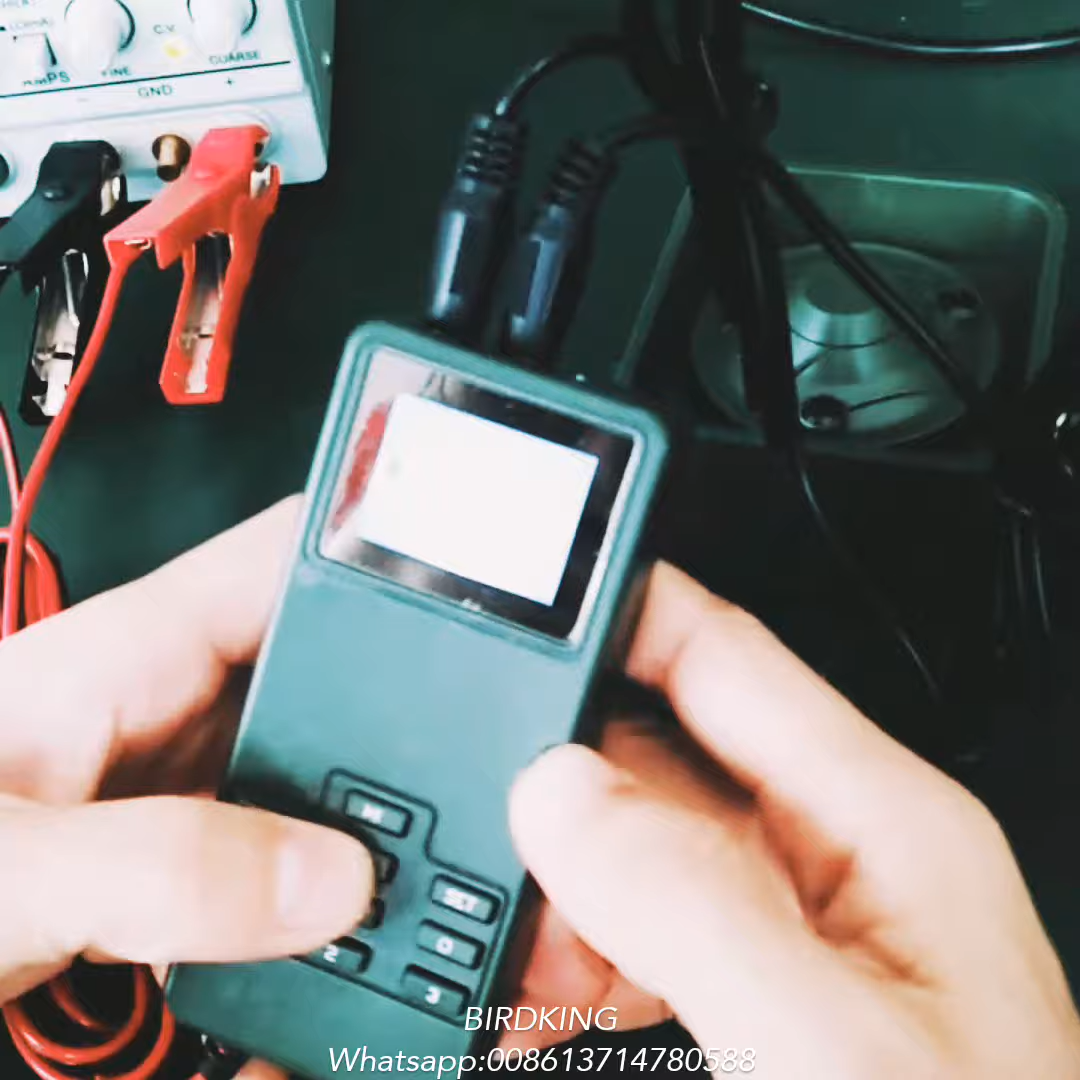 C.V.
FINE
COARSE
GND
-
+
SET
0
2
3
BIRDKING
Whatsapp:008613714780588